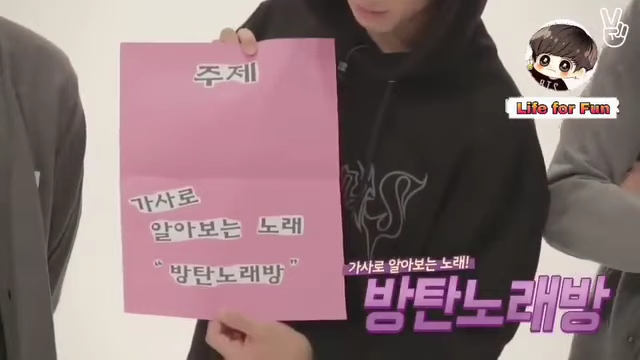 주제
가사로
알아보는 노래
“방탄노래방”
가사로 알아보는 노래!
방탄노래방
BTS
Life for Fun